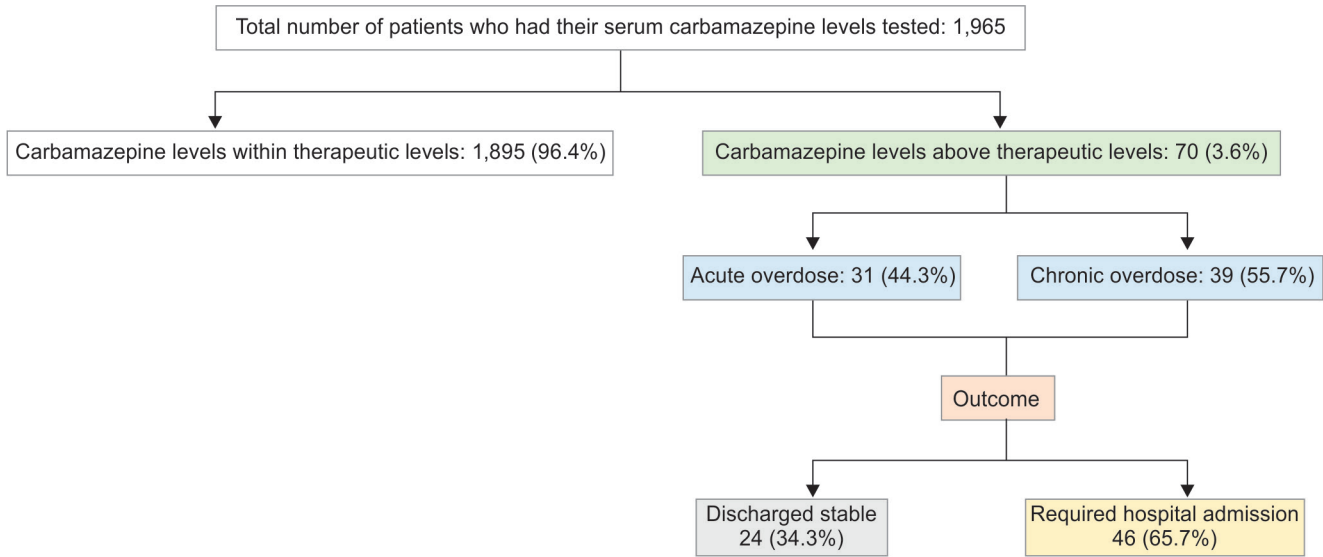 Total number of patients who had their serum carbamazepine levels tested: 1,965
Carbamazepine levels within therapeutic levels: 1,895 (96.4%)
Carbamazepine levels above therapeutic levels: 70 (3.6%)
Acute overdose: 31 (44.3%)
Chronic overdose: 39 (55.7%)
Outcome
Discharged stable
24 (34.3%)
Required hospital admission
46 (65.7%)